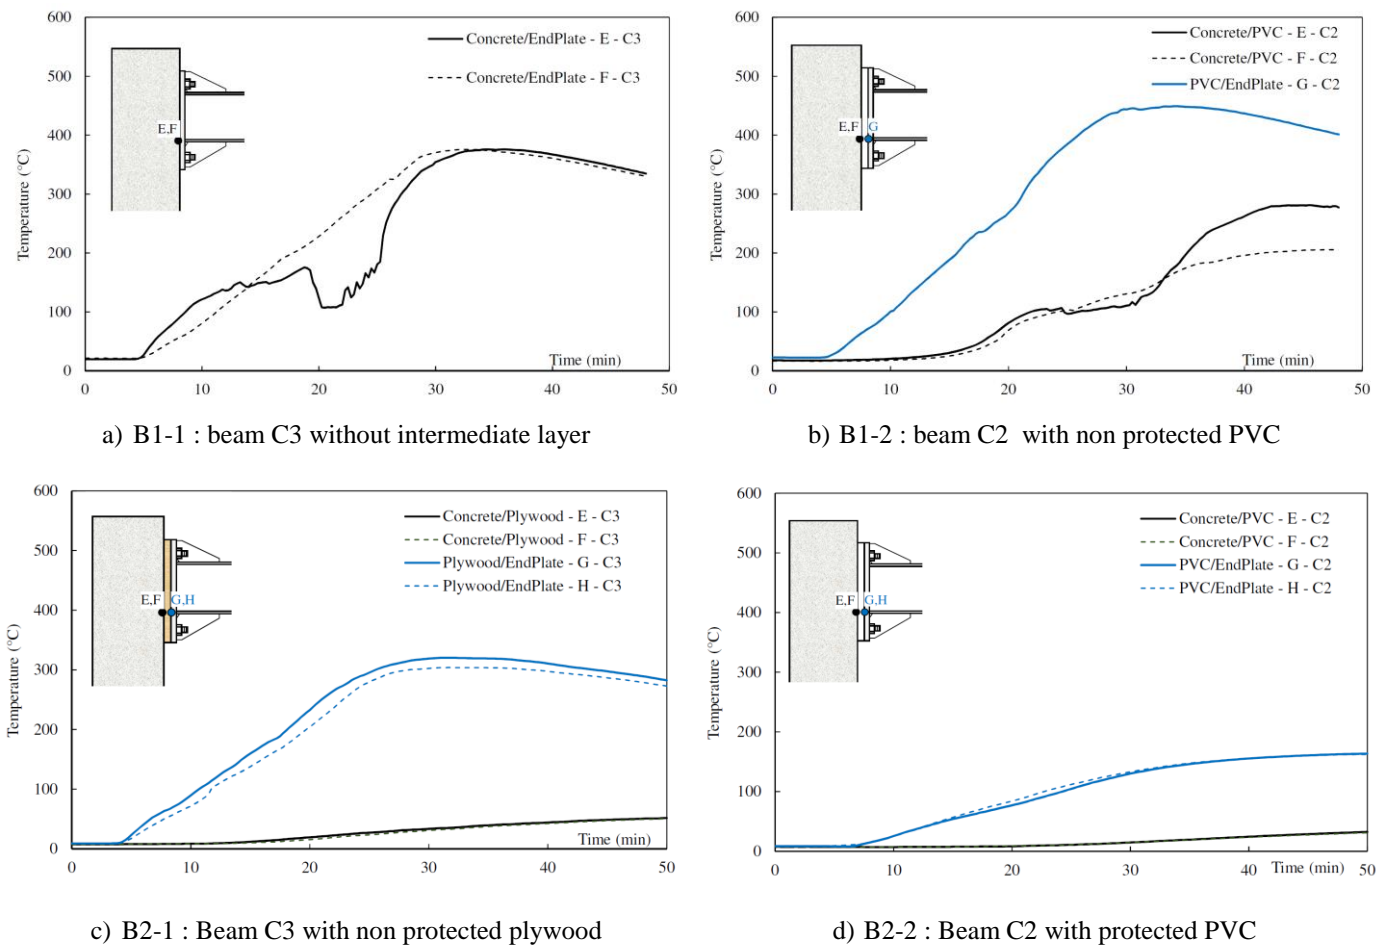 600
500
400
300
200
100
0
Temperature (°C)
Concrete/EndPlate - E - C3
Concrete/EndPlate - F - C3
E,F
Time (min)
0 10 20 30 40 50
a) B1-1 : beam C3 without intermediate layer
600
500
400
300
200
100
0
Temperature (°C)
Concrete/PVC - E - C2
Concrete/PVC - F - C2
PVC/EndPlate - G - C2
E,F G
Time (min)
0 10 20 30 40 50
b) B1-2 : beam C2 with non protected PVC
600
500
400
300
200
100
0
Temperature (°C)
Concrete/Plywood - E - C3
Concrete/Plywood - F - C3
Plywood/EndPlate - G - C3
Plywood/EndPlate - H - C3
E,F G,H
Time (min)
0 10 20 30 40 50
c) B2-1 : Beam C3 with non protected plywood
600
500
400
300
200
100
0
Temperature (°C)
Concrete/PVC - E - C2
Concrete/PVC - F - C2
PVC/EndPlate - G - C2
PVC/EndPlate - H - C2
E,F G,H
0 10 20 30 40 Time (min) 50
d) B2-2 : Beam C2 with protected PVC